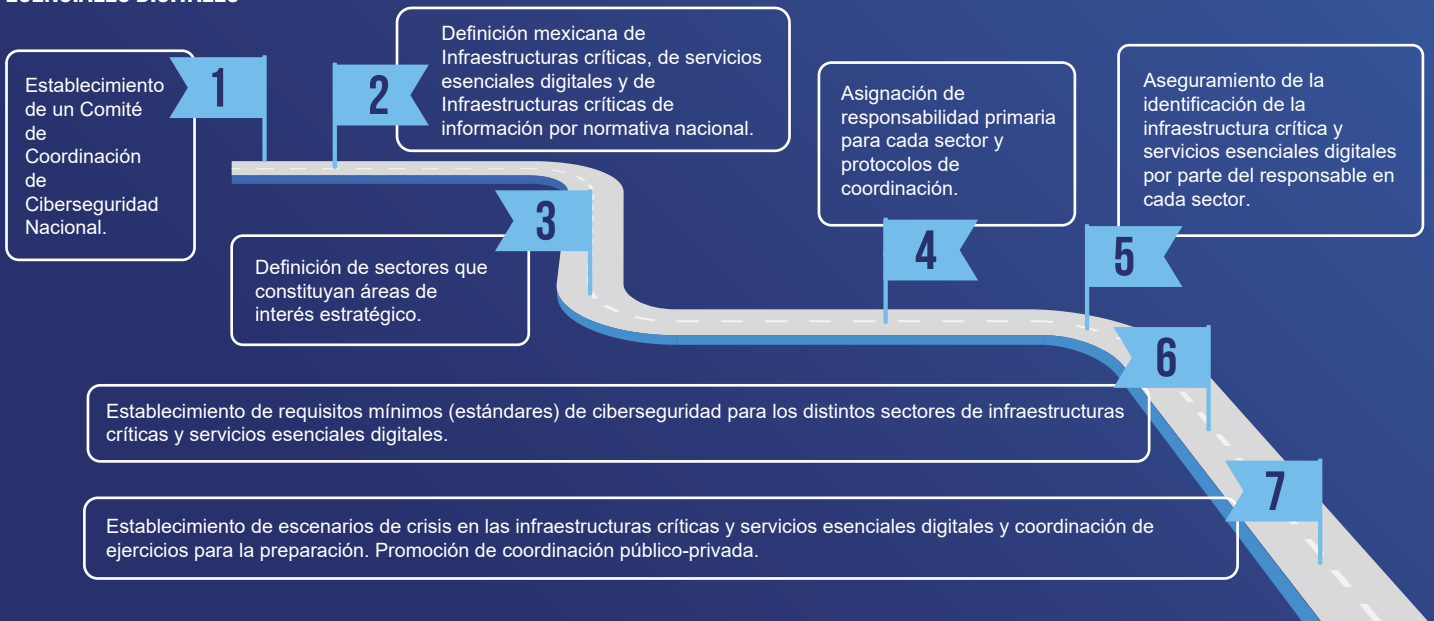 1
Establecimiento
de un Comité
de
Coordinación
de
Ciberseguridad
Nacional.
2
Definición mexicana de
Infraestructuras críticas, de servicios
esenciales digitales y de
Infraestructuras críticas de
información por normativa nacional.
3
Definición de sectores que
constituyan áreas de
interés estratégico.
4
Asignación de
responsabilidad primaria
para cada sector y
protocolos de
coordinación.
5
Aseguramiento de la
identificación de la
infraestructura crítica y
servicios esenciales digitales
por parte del responsable en
cada sector.
6
Establecimiento de requisitos mínimos (estándares) de ciberseguridad para los distintos sectores de infraestructuras
críticas y servicios esenciales digitales.
7
Establecimiento de escenarios de crisis en las infraestructuras críticas y servicios esenciales digitales y coordinación de
ejercicios para la preparación. Promoción de coordinación público-privada.